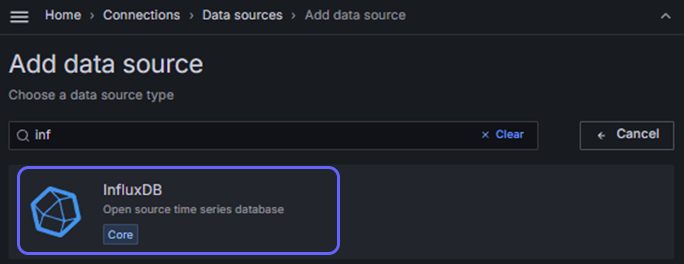 Home › Connections › Data sources › Add data source
Add data source
Choose a data source type
inf × Clear ← Cancel
InfluxDB
Open source time series database
Core